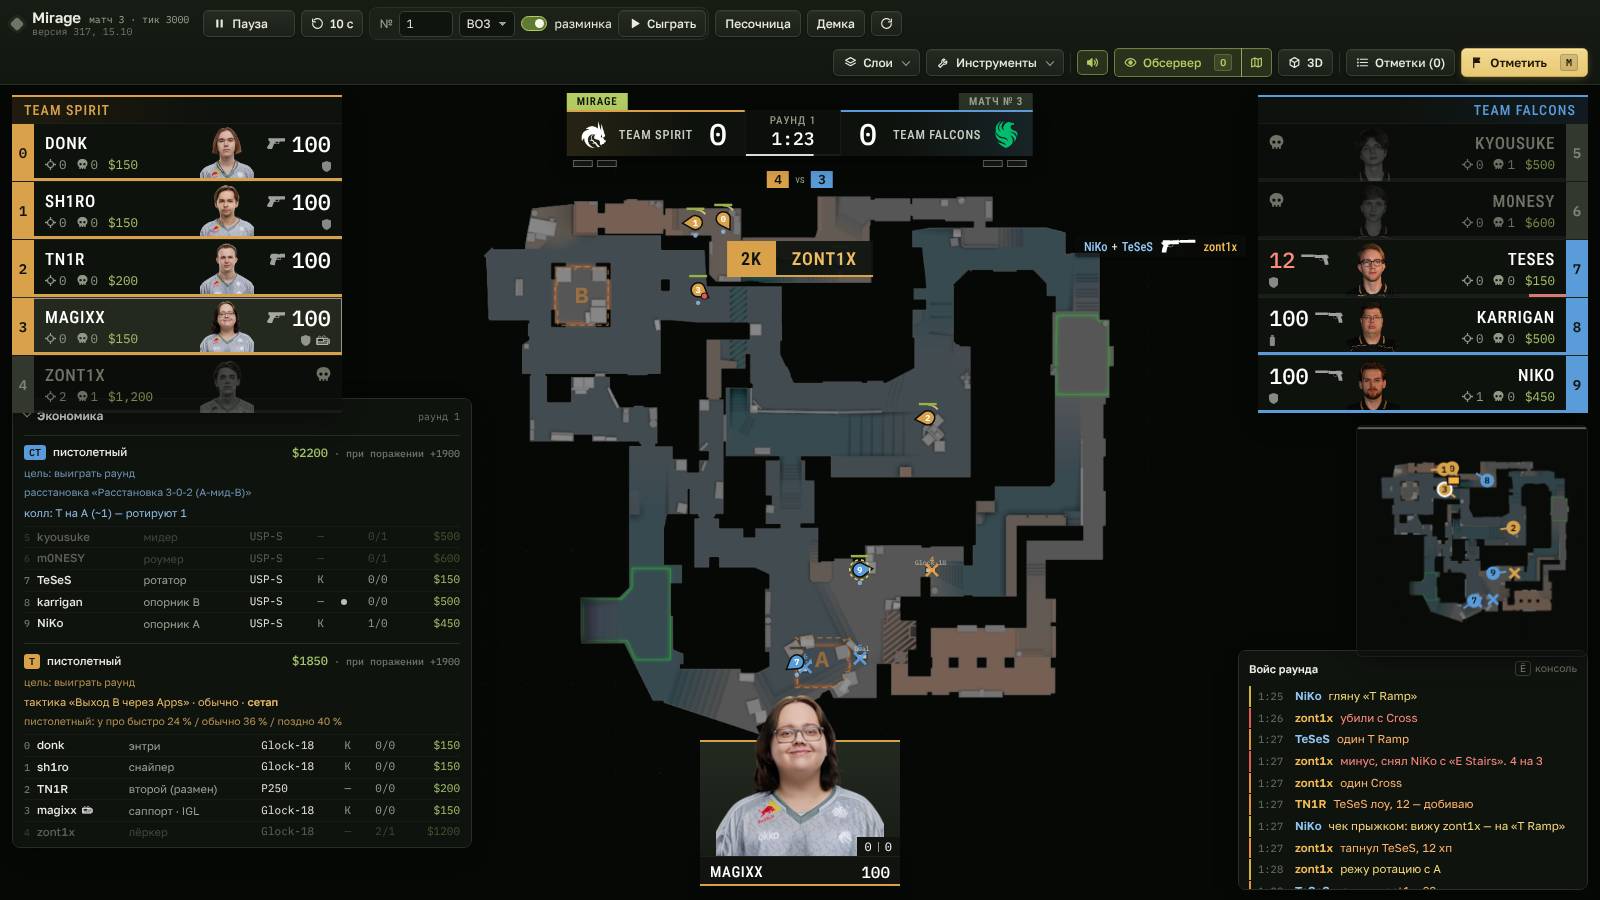 Mirage матч 3 · тик 3000
версия 317, 15.10
Пауза
10 с
№ 1
BO3
разминка
Сыграть
Песочница
Демка
Слои
Инструменты
Обсервер O
3D
Отметки (0)
Отметить M
TEAM SPIRIT
0 DONK 100
0 0 $150
1 SH1RO 100
0 0 $150
2 TN1R 100
0 0 $200
3 MAGIXX 100
0 0 $150
4 ZONT1X
2 1 $1,200
MIRAGE
МАТЧ № 3
TEAM SPIRIT 0
РАУНД 1
1:23
0 TEAM FALCONS
4 VS 3
2K ZONT1X
NiKo + TeSeS zont1x
TEAM FALCONS
KYOUSUKE 5
0 1 $500
M0NESY 6
0 1 $600
12 TESES 7
0 0 $150
100 KARRIGAN 8
0 0 $500
100 NIKO 9
1 0 $450
Экономика раунд 1
CT пистолетный $2200 · при поражении +1900
цель: выиграть раунд
расстановка «Расстановка 3-0-2 (А-мид-В)»
колл: Т на А (~1) — ротируют 1
5 kyousuke мидер USP-S — 0/1 $500
6 m0NESY роумер USP-S — 0/1 $600
7 TeSeS ротатор USP-S K 0/0 $150
8 karrigan опорник B USP-S — 0/0 $500
9 NiKo опорник A USP-S K 1/0 $450
T пистолетный $1850 · при поражении +1900
цель: выиграть раунд
тактика «Выход B через Apps» · обычно · сетап
пистолетный: у про быстро 24 % / обычно 36 % / поздно 40 %
0 donk энтри Glock-18 K 0/0 $150
1 sh1ro снайпер Glock-18 K 0/0 $150
2 TN1R второй (размен) P250 — 0/0 $200
3 magixx саппорт · IGL Glock-18 K 0/0 $150
4 zont1x лёркер Glock-18 — 2/1 $1200
B
1
0
3
2
9
Glock-18
7
A
0 | 0
MAGIXX 100
1
0
8
3
2
9
7
Войс раунда E консоль
1:25 NiKo гляну «T Ramp»
1:26 zont1x убили с Cross
1:27 TeSeS один T Ramp
1:27 zont1x минус, снял NiKo с «E Stairs». 4 на 3
1:27 zont1x один Cross
1:27 TN1R TeSeS лоу, 12 — добиваю
1:27 NiKo чек прыжком: вижу zont1x — на «T Ramp»
1:27 zont1x тапнул TeSeS, 12 хп
1:28 zont1x режу ротацию с A